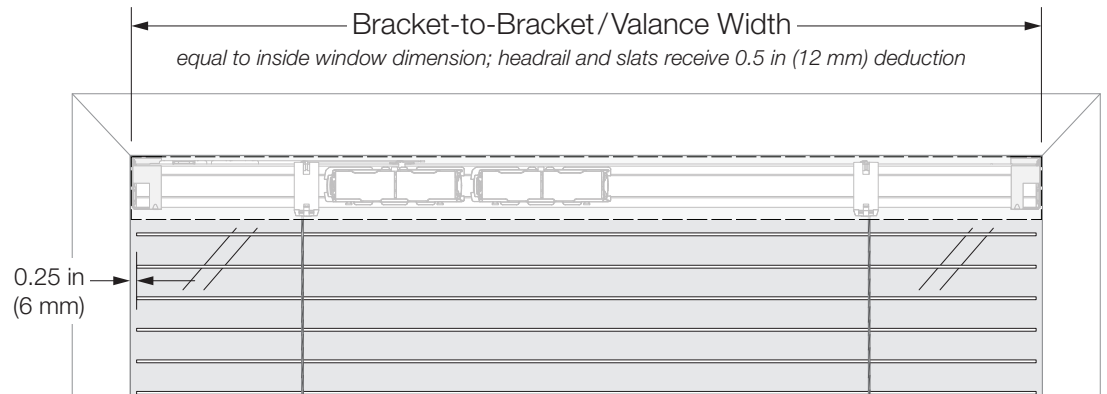 Bracket-to-Bracket/Valance Width
equal to inside window dimension; headrail and slats receive 0.5 in (12 mm) deduction
0.25 in
(6 mm)